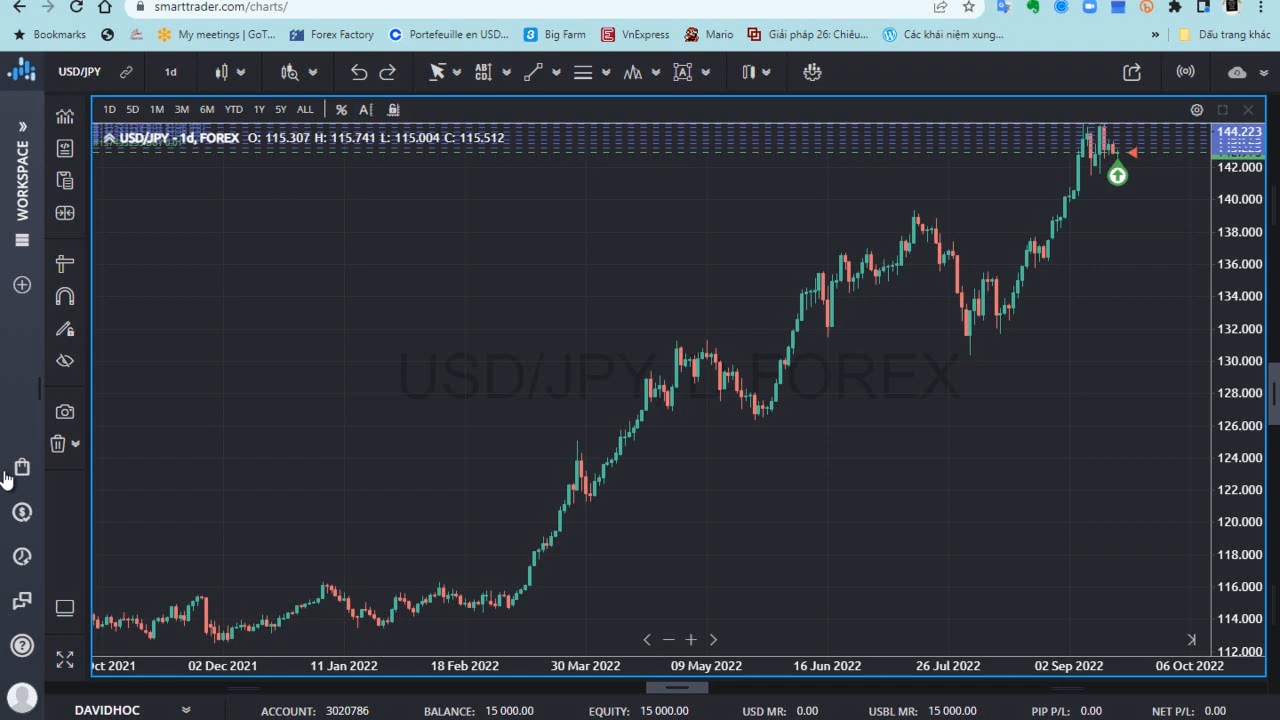 smarttrader.com/charts/
Bookmarks
My meetings | GoT...
Forex Factory
Portefeuille en USD...
Big Farm
VnExpress
Mario
Giải pháp 26: Chiêu...
Các khái niệm xung...
»
Dấu trang khác
USD/JPY
1d
AB
CD
1D 5D 1M 3M 6M YTD 1Y 5Y ALL
%
USD/JPY - 1d, FOREX O: 115.307 H: 115.741 L: 115.004 C: 115.512
WORKSPACE
USD/JPY, D, FOREX
144.223
142.000
140.000
138.000
136.000
134.000
132.000
130.000
128.000
126.000
124.000
122.000
120.000
118.000
116.000
114.000
112.000
Oct 2021 02 Dec 2021 11 Jan 2022 18 Feb 2022 30 Mar 2022 09 May 2022 16 Jun 2022 26 Jul 2022 02 Sep 2022 06 Oct 2022
DAVIDHOC ACCOUNT: 3020786 BALANCE: 15 000.00 EQUITY: 15 000.00 USD MR: 0.00 USBL MR: 15 000.00 PIP P/L: 0.00 NET P/L: 0.00